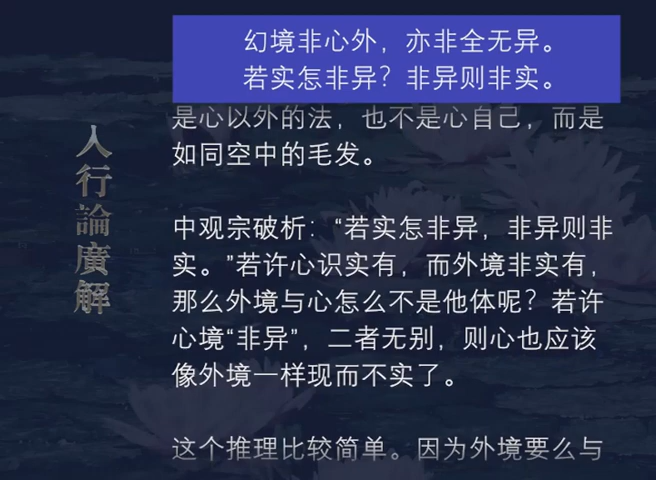 幻境非心外，亦非全无异。
若实怎非异？非异则非实。
是心以外的法，也不是心自己，而是
如同空中的毛发。
中观宗破析：“若实怎非异，非异则非
实。”若许心识实有，而外境非实有，
那么外境与心怎么不是他体呢？若许
心境“非异”，二者无别，则心也应该
像外境一样现而不实了。
这个推理比较简单。因为外境要么与
入行論廣解